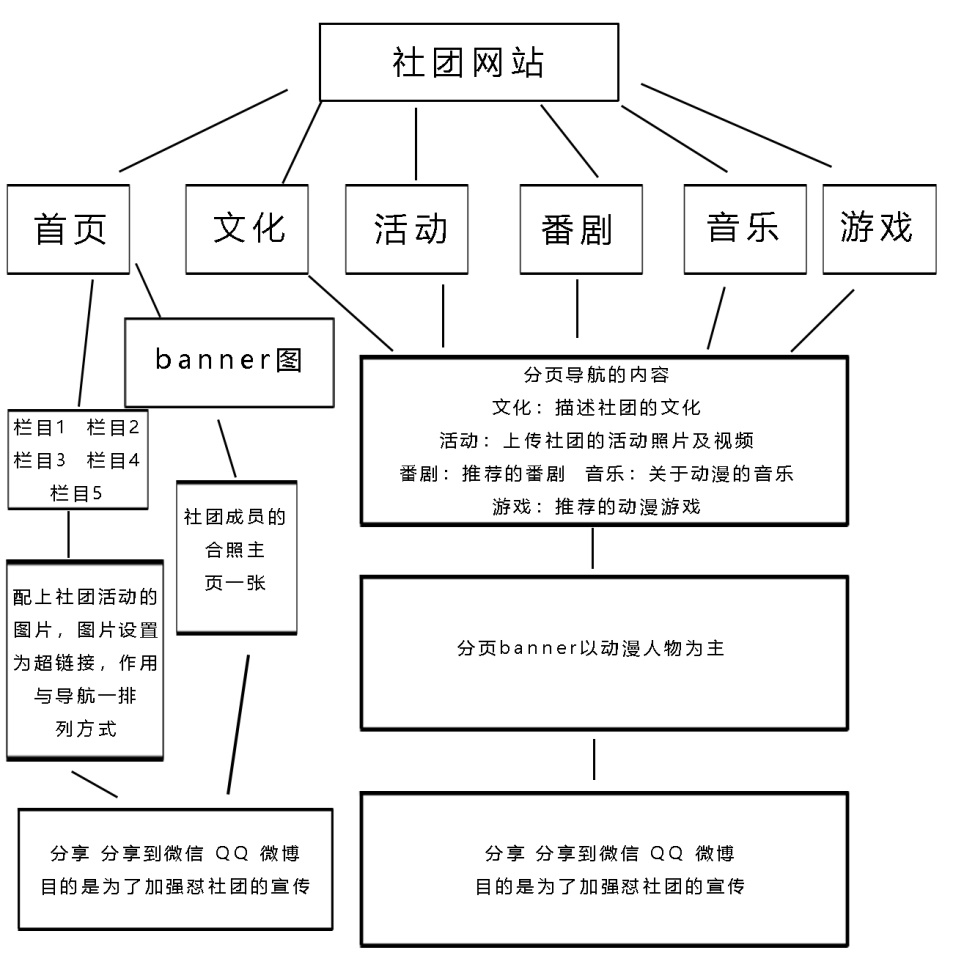 社团网站
首页
文化
活动
番剧
音乐
游戏
banner图
栏目1 栏目2
栏目3 栏目4
栏目5
社团成员的
合照主
页一张
配上社团活动的
图片，图片设置
为超链接，作用
与导航一排
列方式
分享 分享到微信 QQ 微博
目的是为了加强怼社团的宣传
分页导航的内容
文化：描述社团的文化
活动：上传社团的活动照片及视频
番剧：推荐的番剧 音乐：关于动漫的音乐
游戏：推荐的动漫游戏
分页banner以动漫人物为主
分享 分享到微信 QQ 微博
目的是为了加强怼社团的宣传